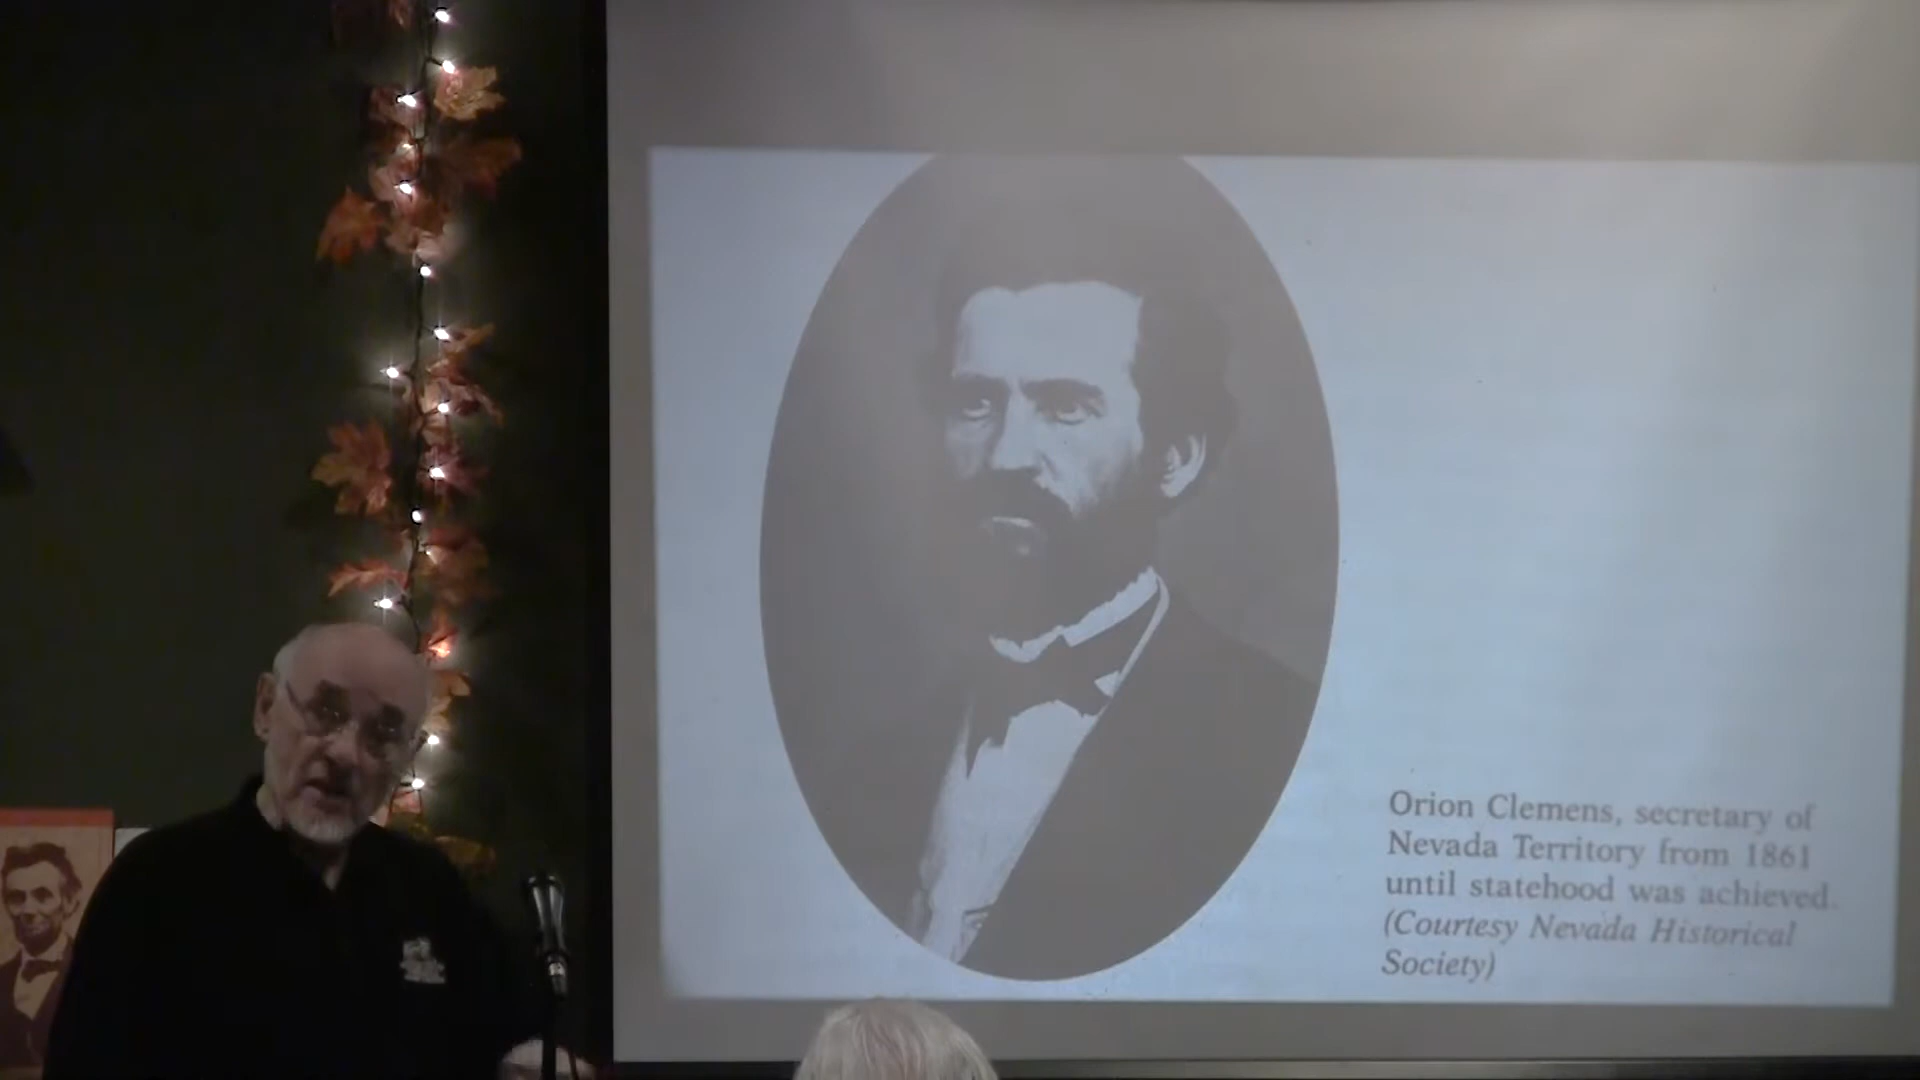 Orion Clemens, secretary of
Nevada Territory from 1861
until statehood was achieved.
(Courtesy Nevada Historical
Society)